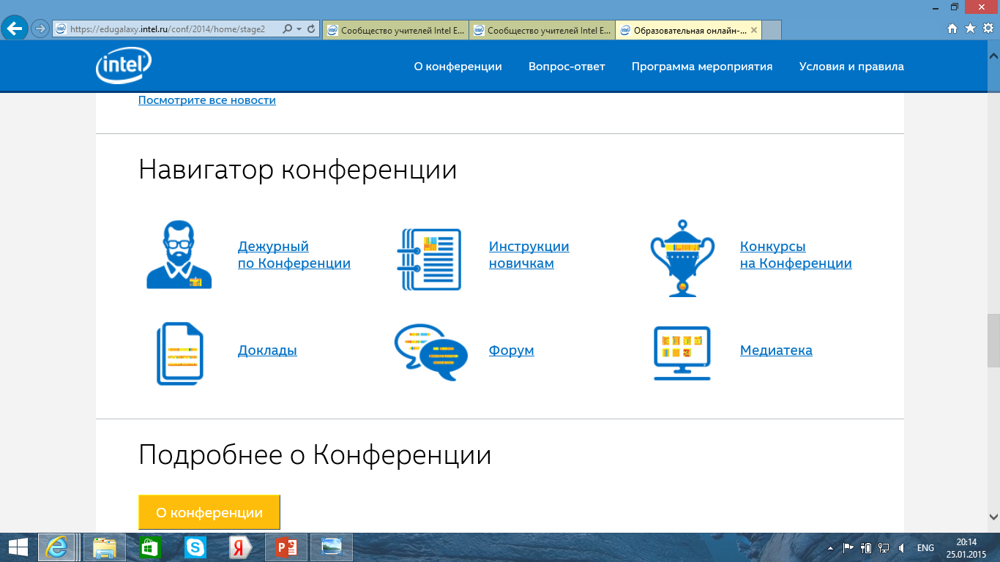 https://edugalaxy.intel.ru/conf/2014/home/stage2
Сообщество учителей Intel E...
Сообщество учителей Intel E...
Образовательная онлайн-...
intel
О конференции
Вопрос-ответ
Программа мероприятия
Условия и правила
Посмотрите все новости
Навигатор конференции
Дежурный
по Конференции
Инструкции
новичкам
Конкурсы
на Конференции
Доклады
Форум
Медиатека
Подробнее о Конференции
О конференции
ENG
20:14
25.01.2015